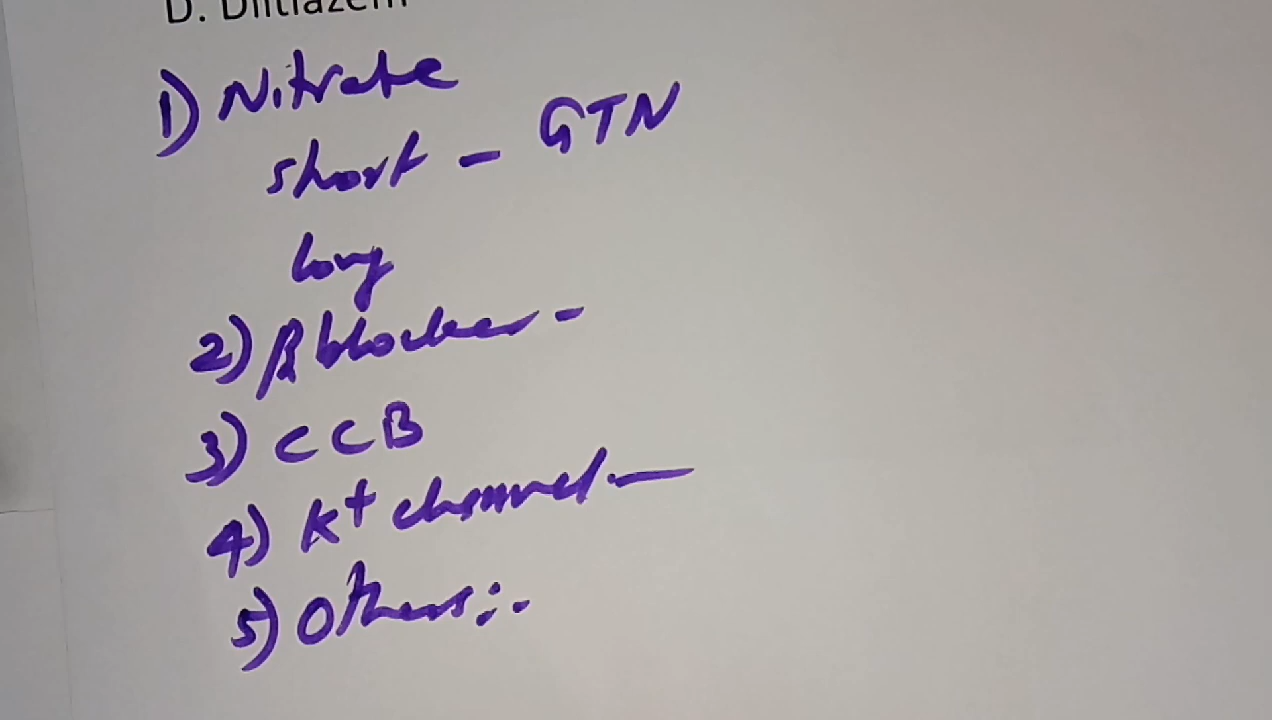 D. Diltiazem
1) Nitrate
short - GTN
long
2) β blocker -
3) CCB
4) K+ channel -
5) Others :-